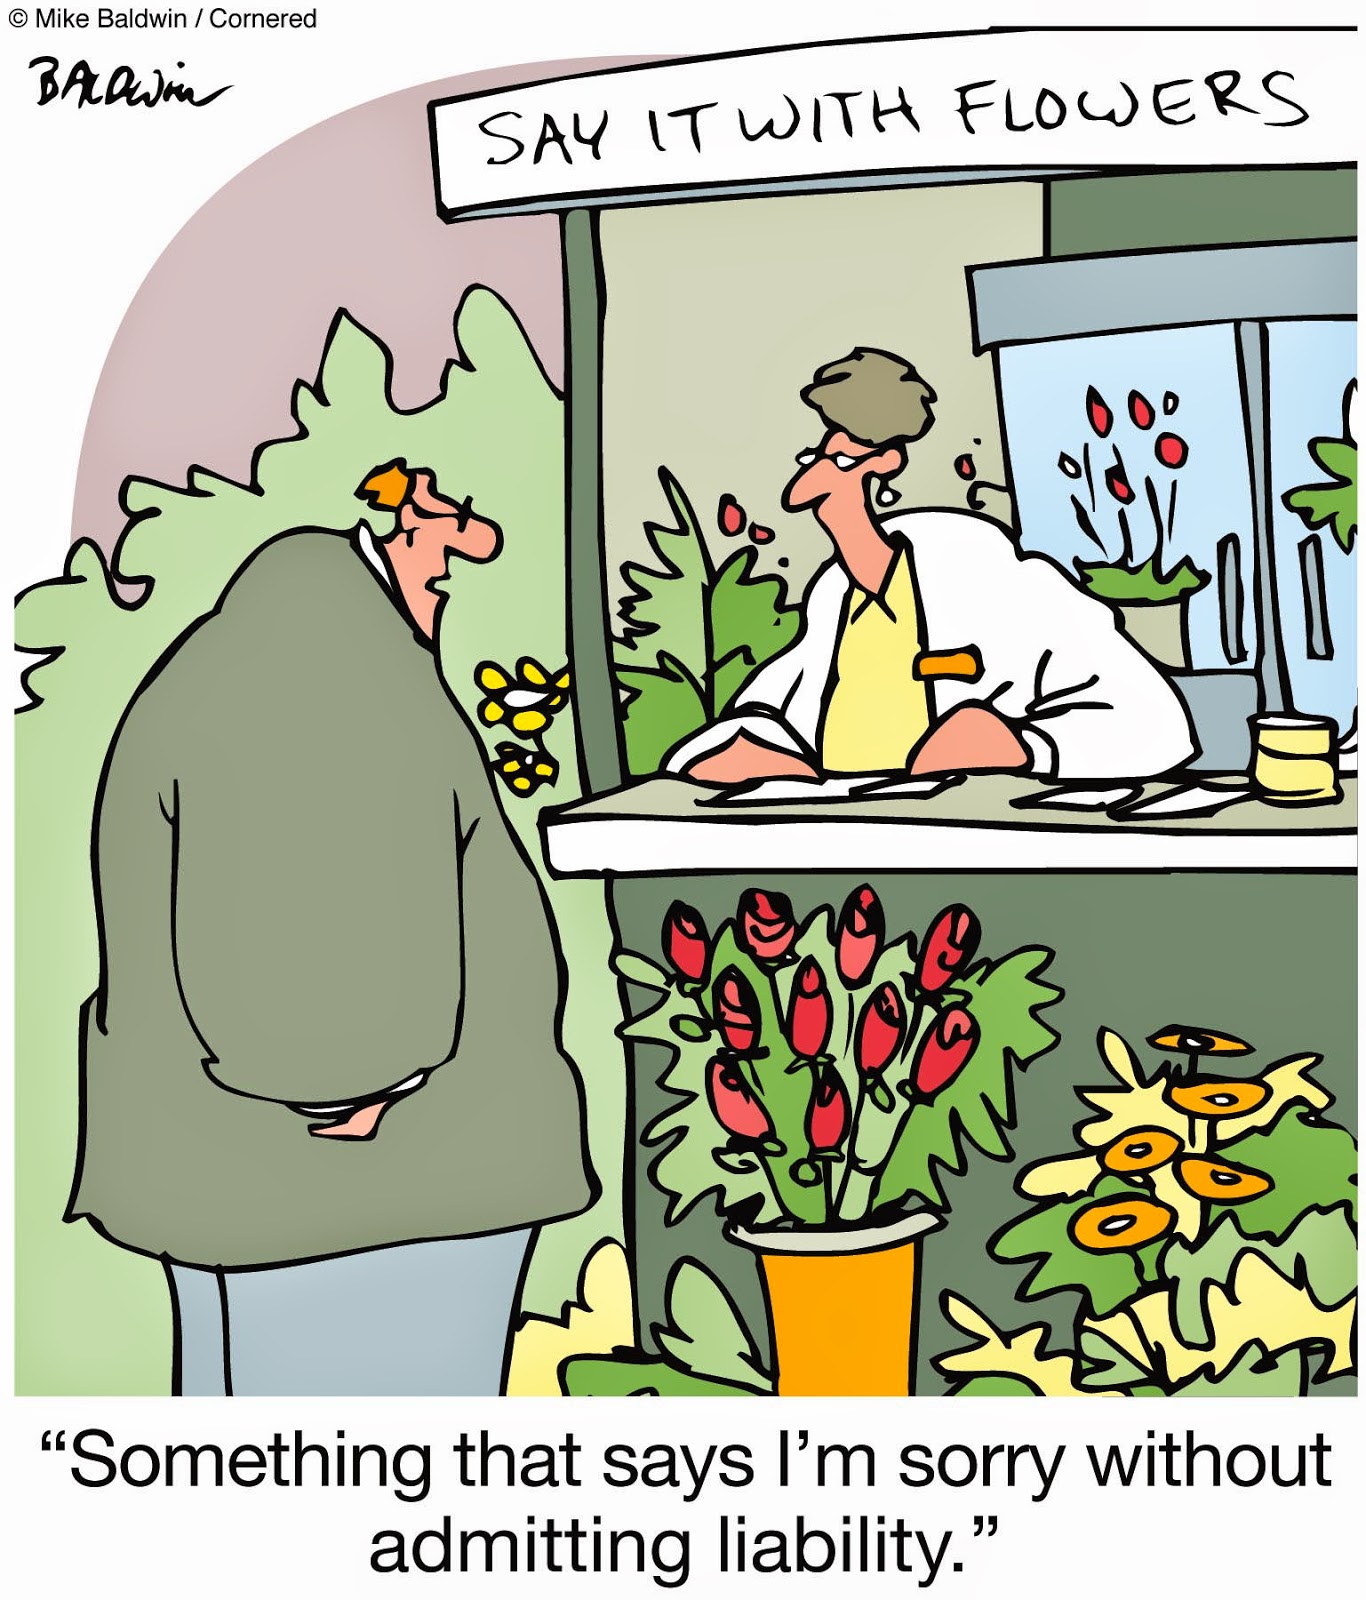 © Mike Baldwin / Cornered
BALDWin
SAY IT WITH FLOWERS
“Something that says I’m sorry without
admitting liability.”